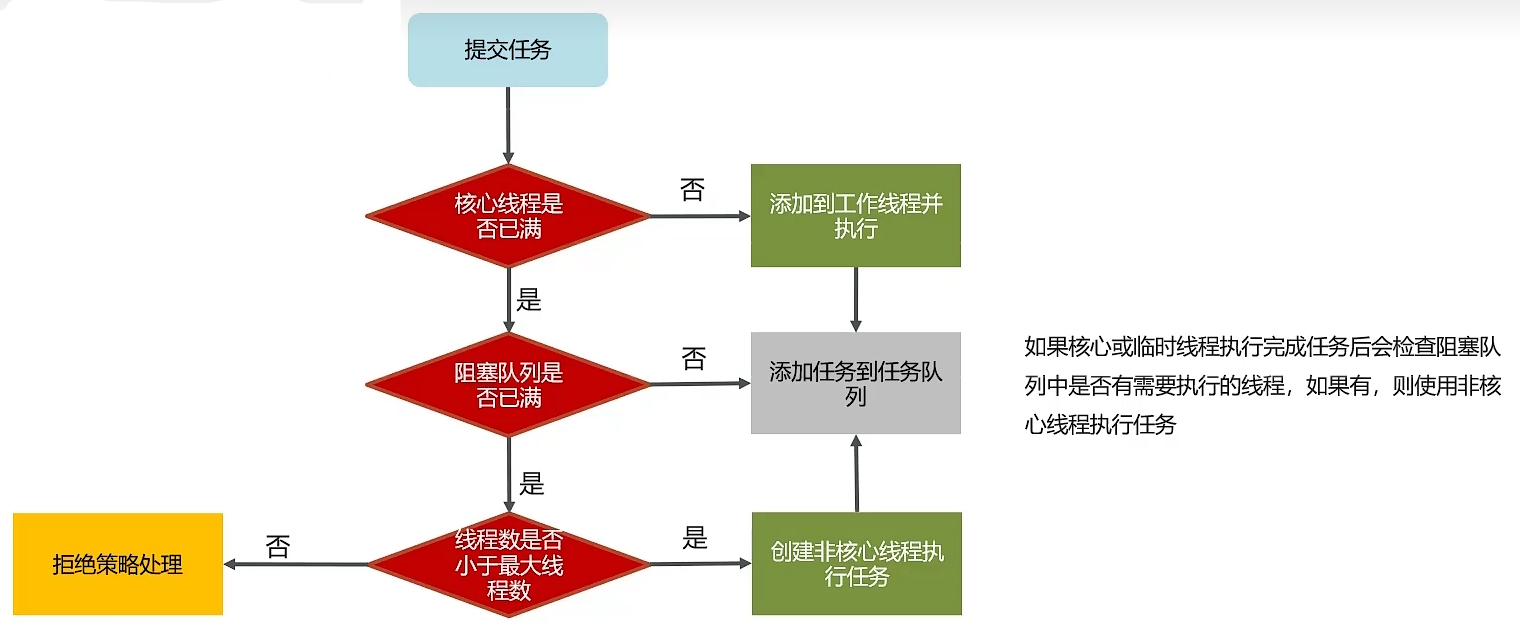 提交任务
核心线程是
否已满
否
添加到工作线程并
执行
是
阻塞队列是
否已满
否
添加任务到任务队
列
如果核心或临时线程执行完成任务后会检查阻塞队
列中是否有需要执行的线程，如果有，则使用非核
心线程执行任务
是
线程数是否
小于最大线
程数
否
拒绝策略处理
是
创建非核心线程执
行任务